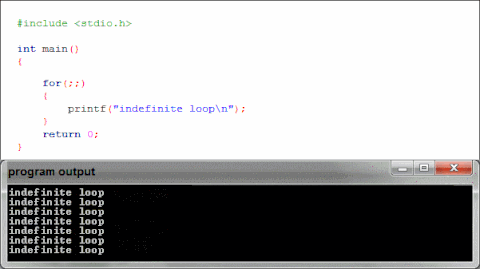 #include <stdio.h>
int main()
{
for(;;)
{
printf("indefinite loop\n");
}
return 0;
}
program output
indefinite loop
indefinite loop
indefinite loop
indefinite loop
indefinite loop
indefinite loop
indefinite loop